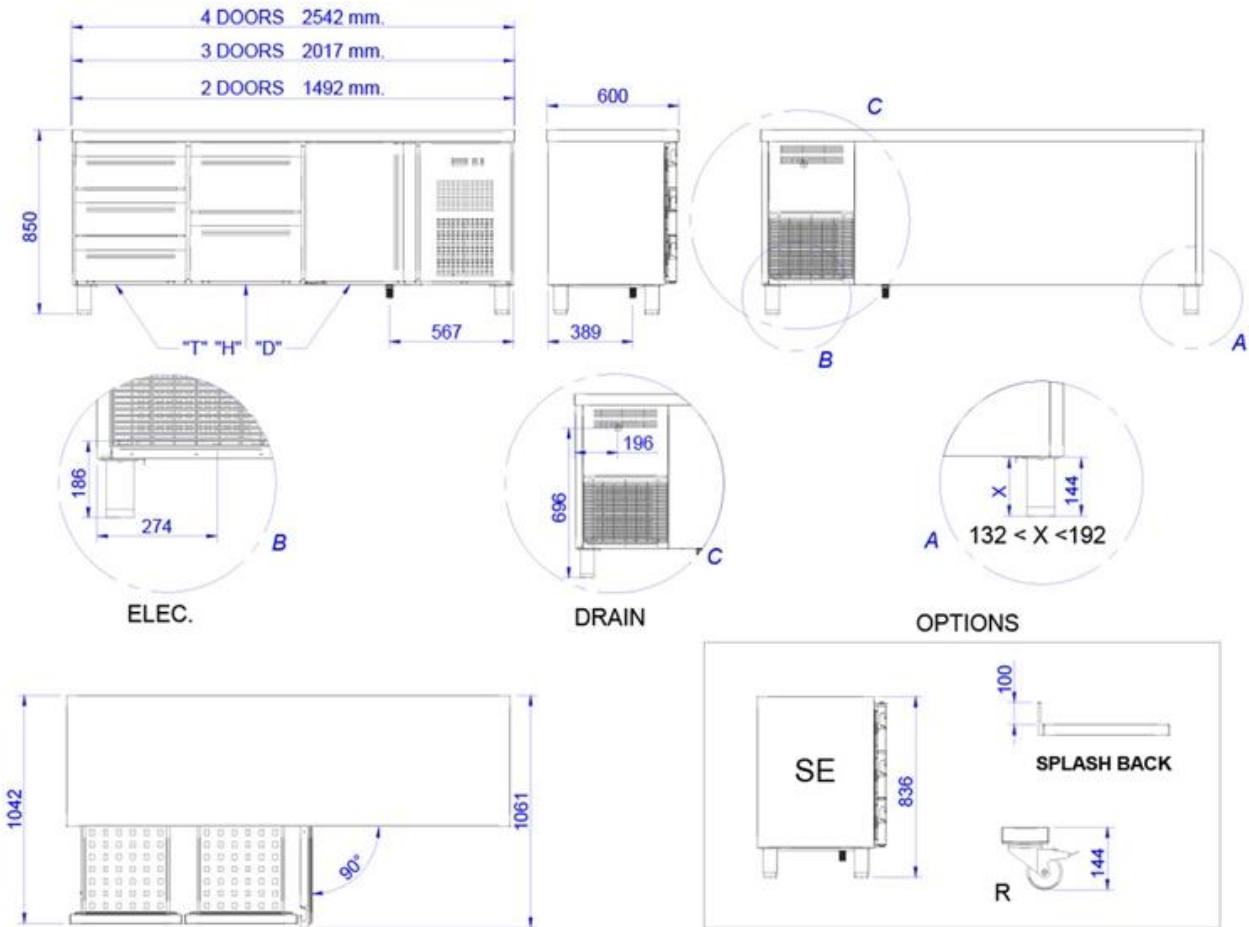 4 DOORS 2542 mm.
3 DOORS 2017 mm.
2 DOORS 1492 mm.
600
C
850
567
389
"T" "H" "D"
B
A
186
274
B
696
196
C
X
144
A
132 < X <192
ELEC.
DRAIN
OPTIONS
1042
1061
90°
SE
836
100
SPLASH BACK
R
144